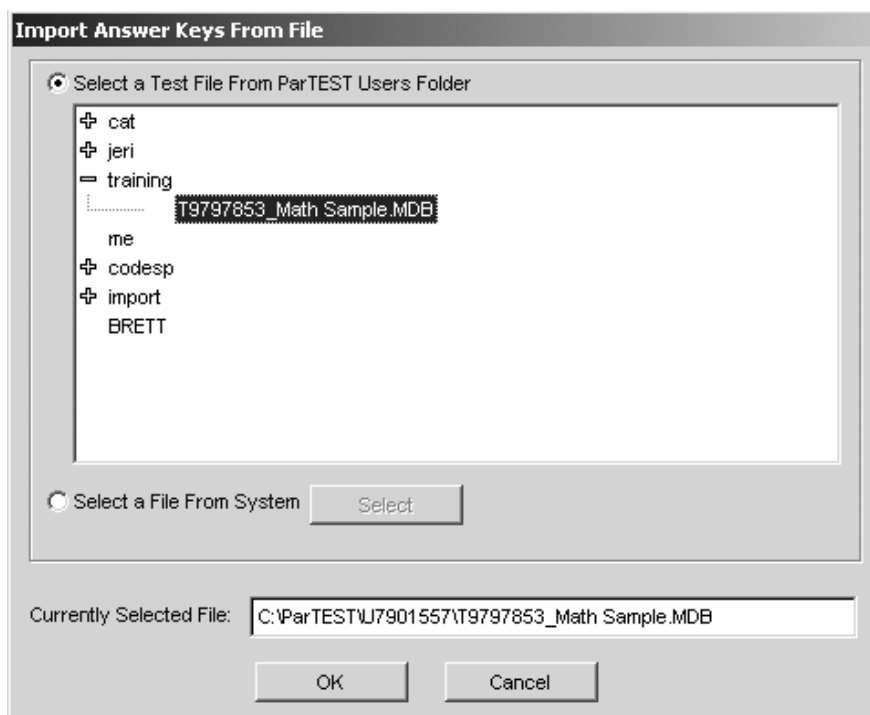 Import Answer Keys From File
Select a Test File From ParTEST Users Folder
cat
jeri
training
T9797853_Math Sample.MDB
me
codesp
import
BRETT
Select a File From System Select
Currently Selected File: C:\ParTEST\U7901557\T9797853_Math Sample.MDB
OK Cancel